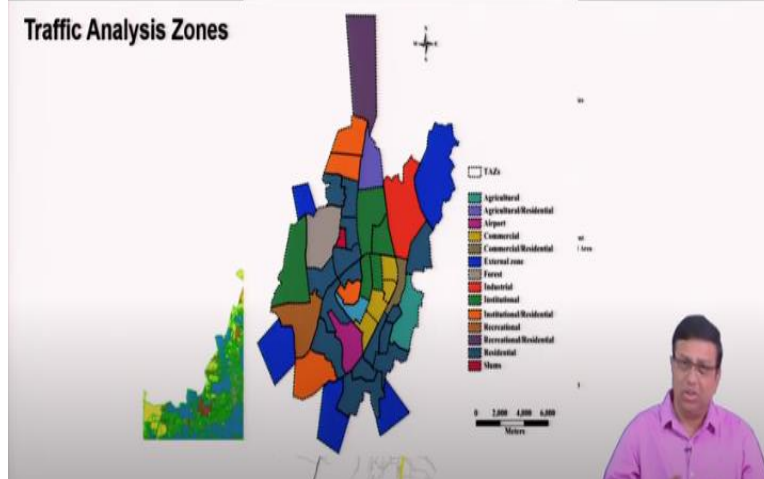 Traffic Analysis Zones
N
W
E
S
TAZs
Agricultural
Agricultural/Residential
Airport
Commercial
Commercial/Residential
External zone
Forest
Industrial
Institutional
Institutional/Residential
Recreational
Recreational/Residential
Residential
Slums
Area
0 2,000 4,000 6,000
Meters